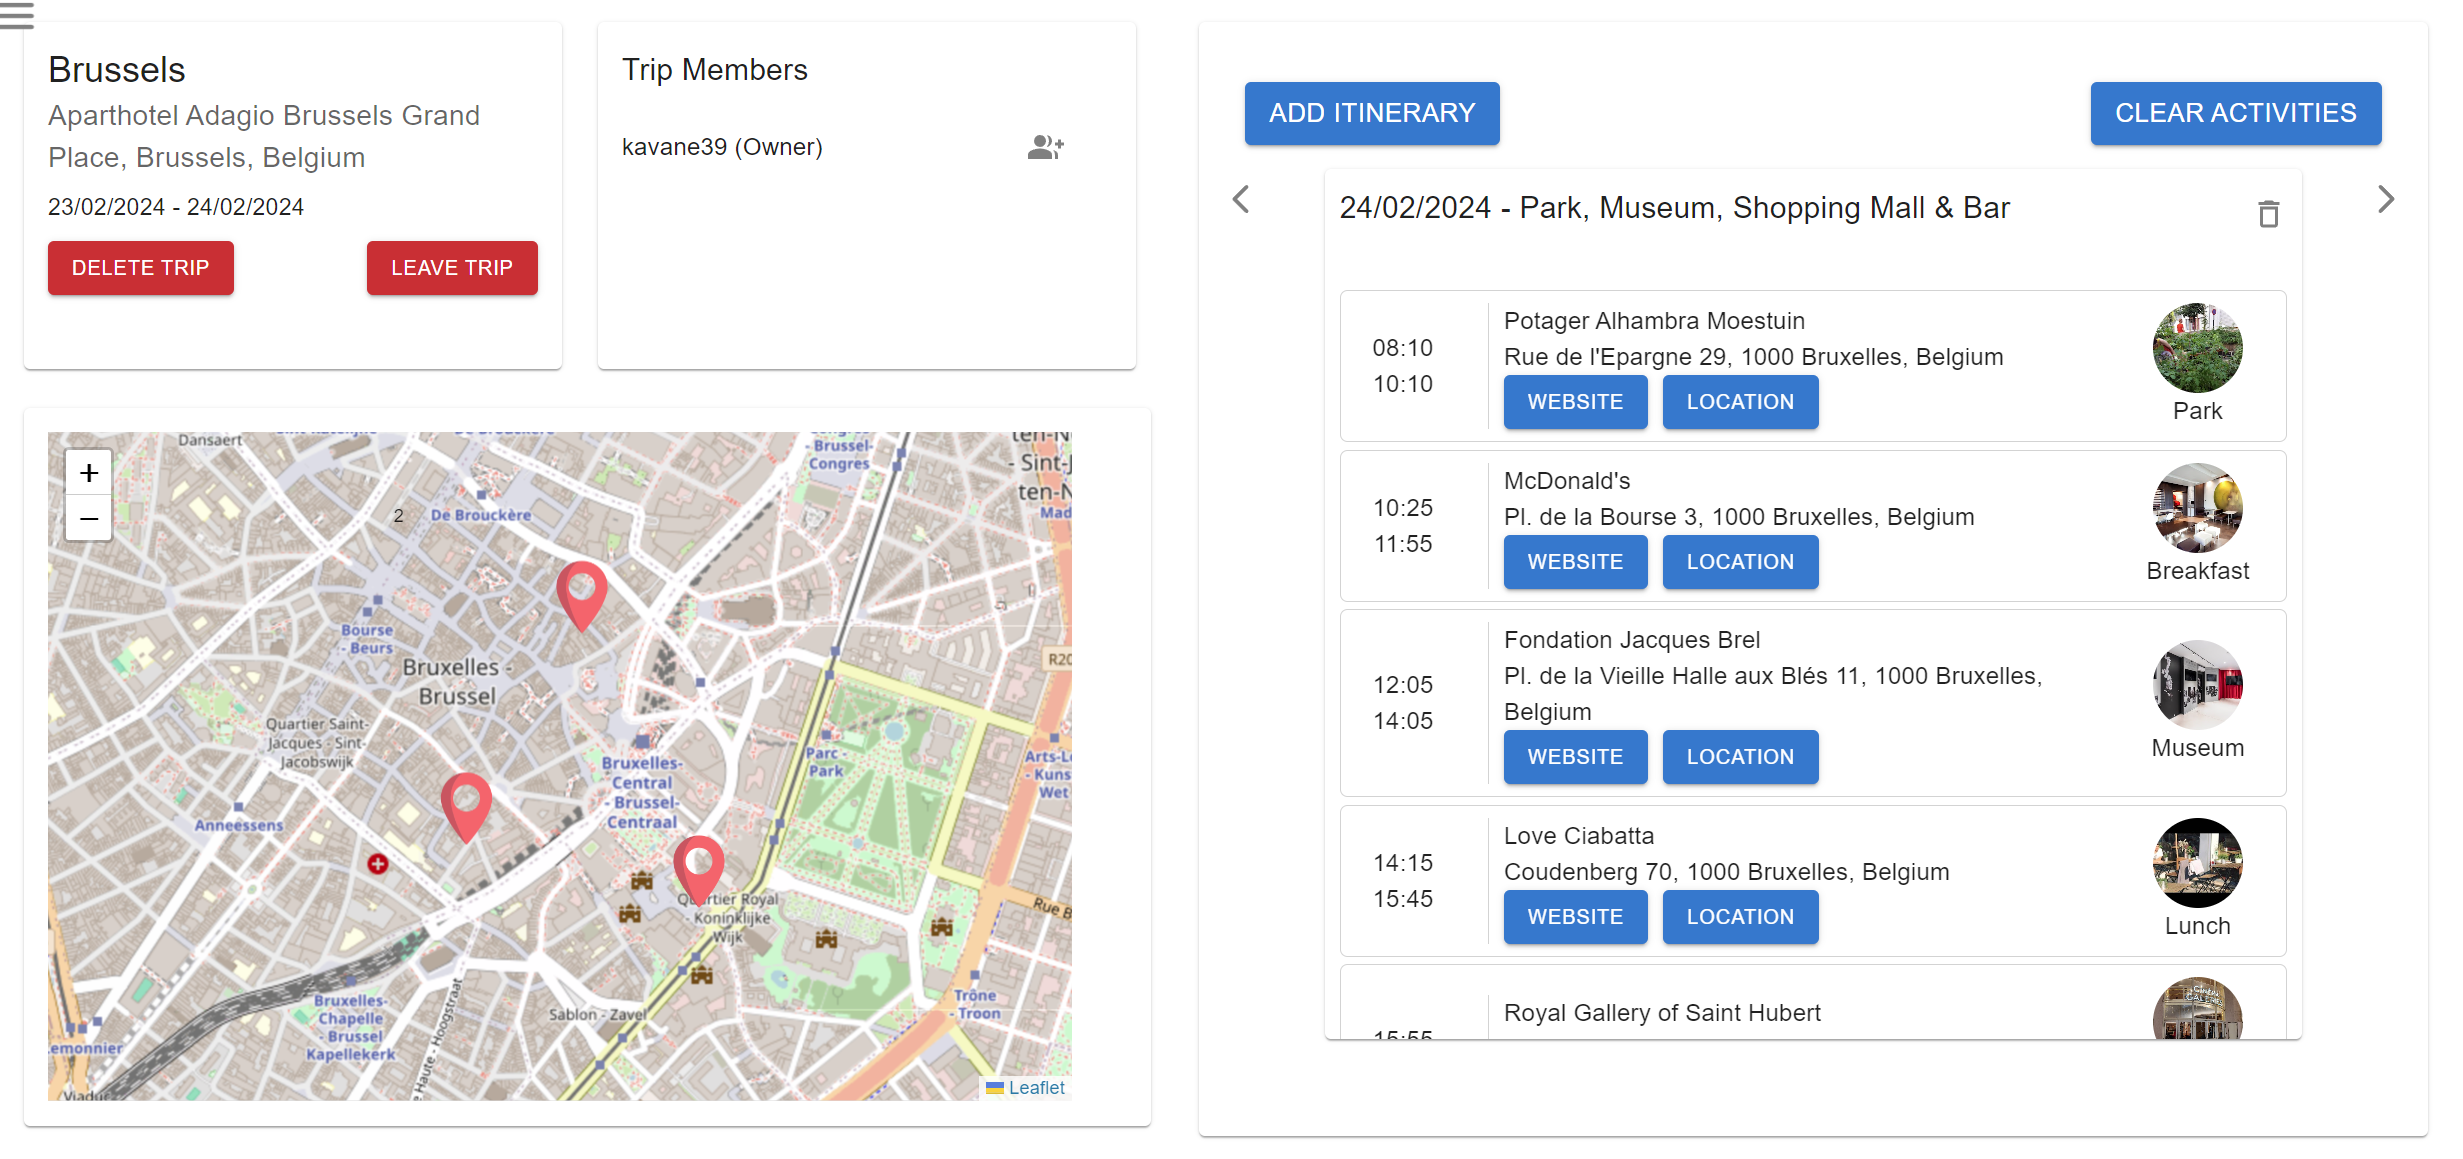 Brussels
Aparthotel Adagio Brussels Grand
Place, Brussels, Belgium
23/02/2024 - 24/02/2024
DELETE TRIP
LEAVE TRIP
Trip Members
kavane39 (Owner)
ADD ITINERARY
CLEAR ACTIVITIES
24/02/2024 - Park, Museum, Shopping Mall & Bar
08:10
10:10
Potager Alhambra Moestuin
Rue de l'Epargne 29, 1000 Bruxelles, Belgium
WEBSITE
LOCATION
Park
10:25
11:55
McDonald's
Pl. de la Bourse 3, 1000 Bruxelles, Belgium
WEBSITE
LOCATION
Breakfast
12:05
14:05
Fondation Jacques Brel
Pl. de la Vieille Halle aux Blés 11, 1000 Bruxelles,
Belgium
WEBSITE
LOCATION
Museum
14:15
15:45
Love Ciabatta
Coudenberg 70, 1000 Bruxelles, Belgium
WEBSITE
LOCATION
Lunch
15:55
Royal Gallery of Saint Hubert
+
−
Dansaert
De Brouckère
- Brussel-
Congres
- Sint-J
ten-N
Mad
2
De Brouckère
Bourse
- Beurs
Bruxelles -
Brussel
R20
Quartier Saint-
Jacques - Sint-
Jacobswijk
Bruxelles-
Central
- Brussel-
Centraal
Parc -
Park
Arts-L
- Kuns
Wet
Anneessens
Quartier Royal
- Koninklijke
Wijk
Rue B
Bruxelles-
Chapelle
- Brussel
Kapellekerk
Haute - Hoogstraat
Sablon - Zavel
Trône
- Troon
emonnier
Viaduc
Leaflet